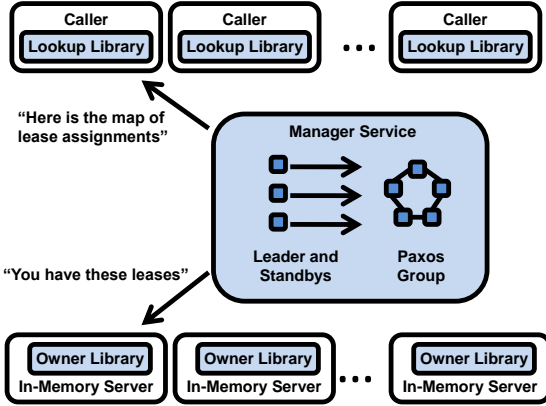 Caller
Lookup Library
Caller
Lookup Library
...
Caller
Lookup Library
“Here is the map of
lease assignments”
Manager Service
Leader and
Standbys
Paxos
Group
“You have these leases”
Owner Library
In-Memory Server
Owner Library
In-Memory Server
...
Owner Library
In-Memory Server